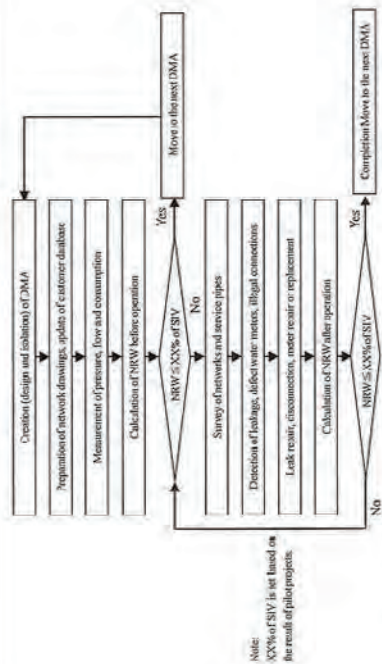 Creation (design and isolation) of DMA
Preparation of network drawings, update of customer database
Measurement of pressure, flow and consumption
Calculation of NRW before operation
NRW ≦ XX% of SIV
Yes
Move to the next DMA
No
Survey of networks and service pipes
Detection of leakage, defect water meters, illegal connections
Leak repair, disconnection, meter repair or replacement
Calculation of NRW after operation
NRW ≦ XX% of SIV
Yes
Completion Move to the next DMA
No
Note:
XX% of SIV is set based on
the result of pilot projects.